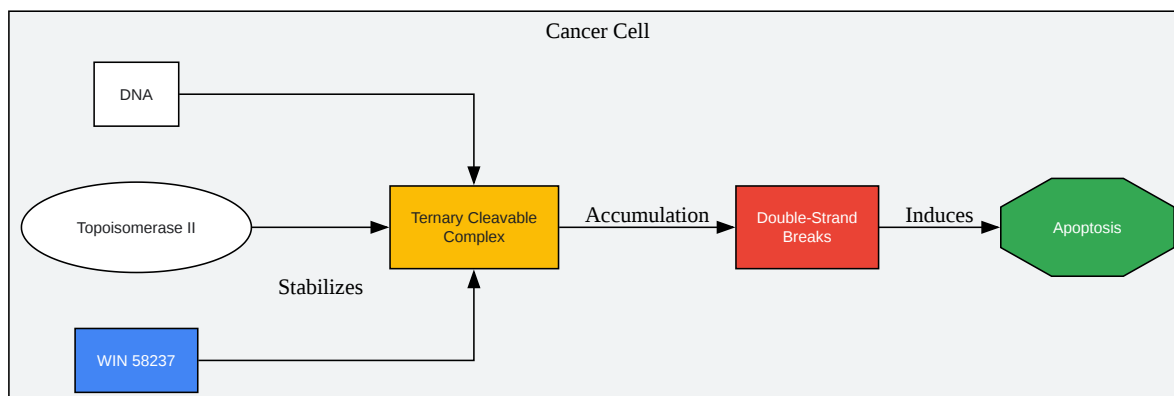 Cancer Cell
DNA
Topoisomerase II
Ternary Cleavable
Complex
Accumulation
Double-Strand
Breaks
Induces
Apoptosis
Stabilizes
WIN 58237